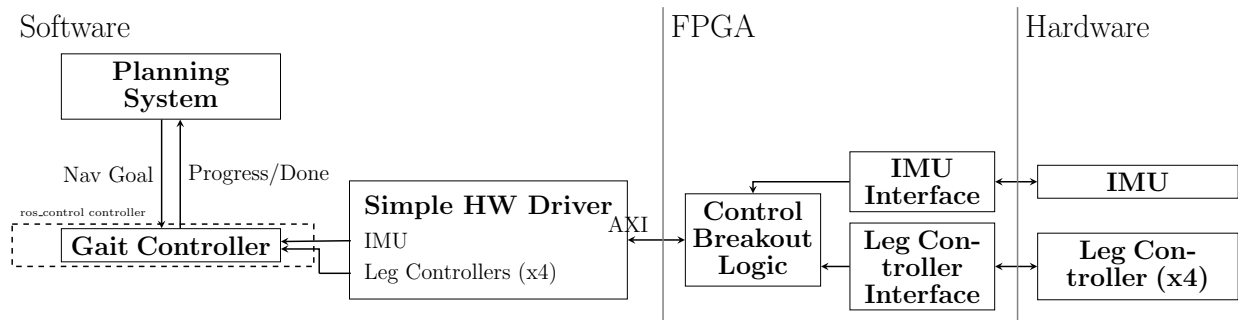 Software
FPGA
Hardware
Planning
System
Nav Goal
Progress/Done
ros_control controller
Gait Controller
Simple HW Driver
IMU
Leg Controllers (x4)
AXI
Control
Breakout
Logic
IMU
Interface
Leg Con-
troller
Interface
IMU
Leg Con-
troller (x4)